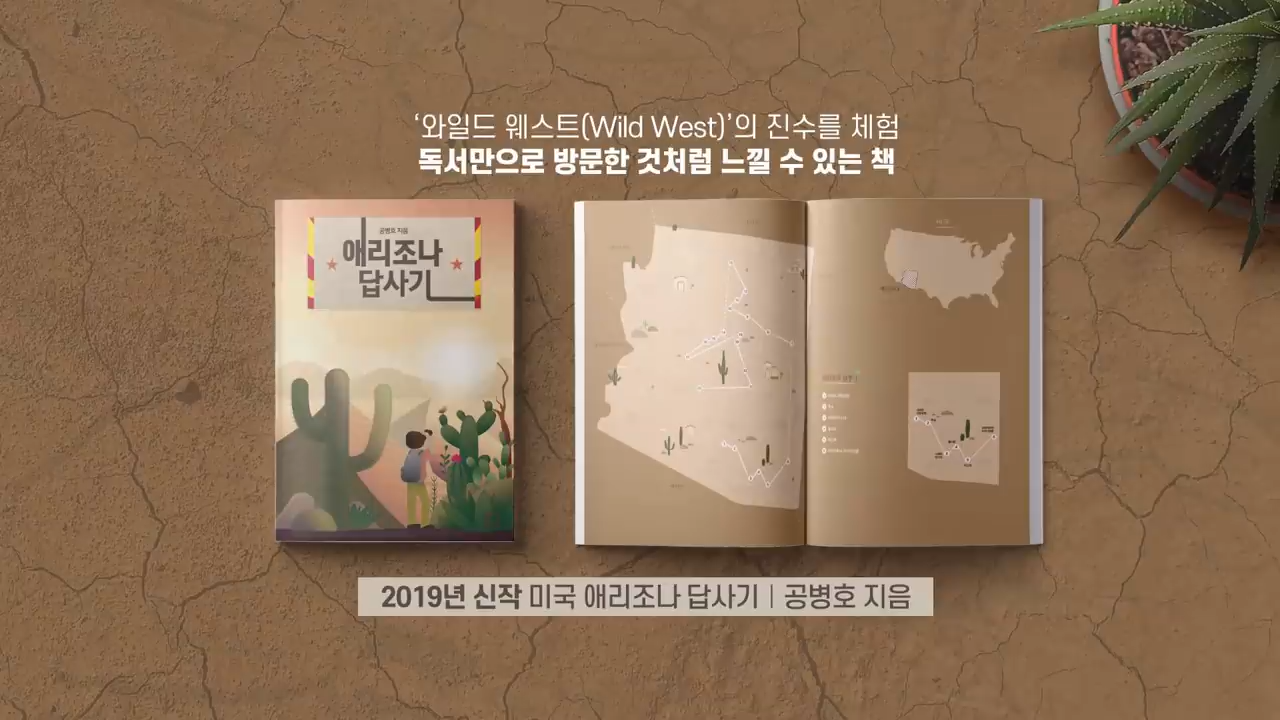 ‘와일드 웨스트(Wild West)’의 진수를 체험
독서만으로 방문한 것처럼 느낄 수 있는 책
공병호 지음
애리조나
답사기
2019년 신작 미국 애리조나 답사기 | 공병호 지음